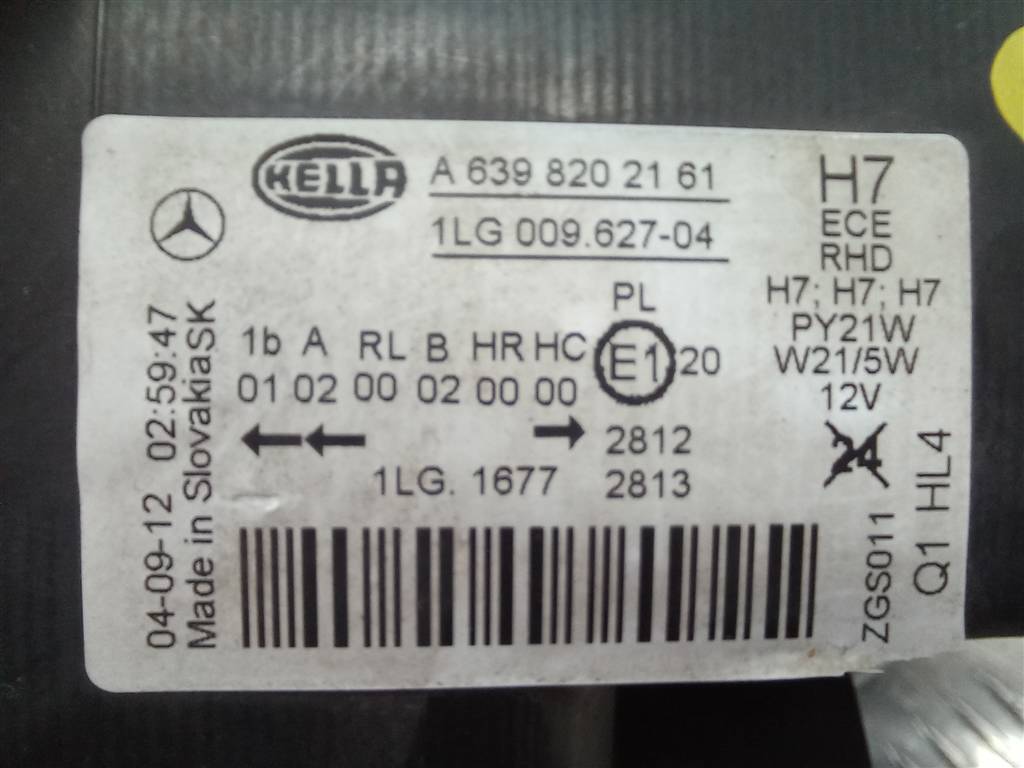 HELLA
A 639 820 2161
1LG 009.627-04
H7
ECE
RHD
H7; H7; H7
PY21W
W21/5W
12V
24
PL
1b A RL B HR HC E1 20
01 02 00 02 00 00
2812
1LG. 1677 2813
04-09-12 02:59:47
Made in SlovakiaSK
ZGS011
Q1 HL4